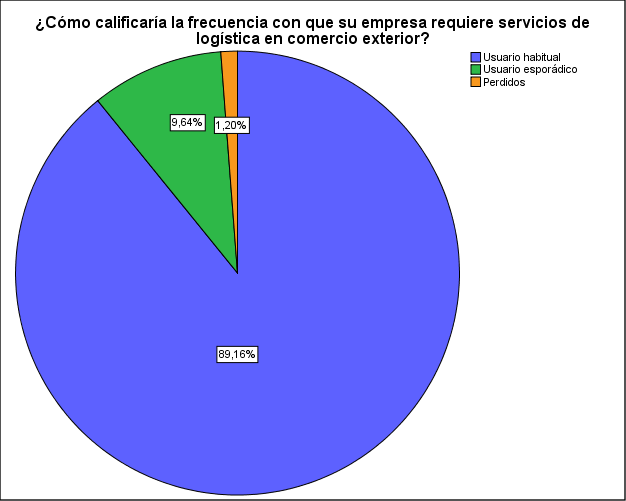 ¿Cómo calificaría la frecuencia con que su empresa requiere servicios de
logística en comercio exterior?
Usuario habitual
Usuario esporádico
Perdidos
9,64%
1,20%
89,16%